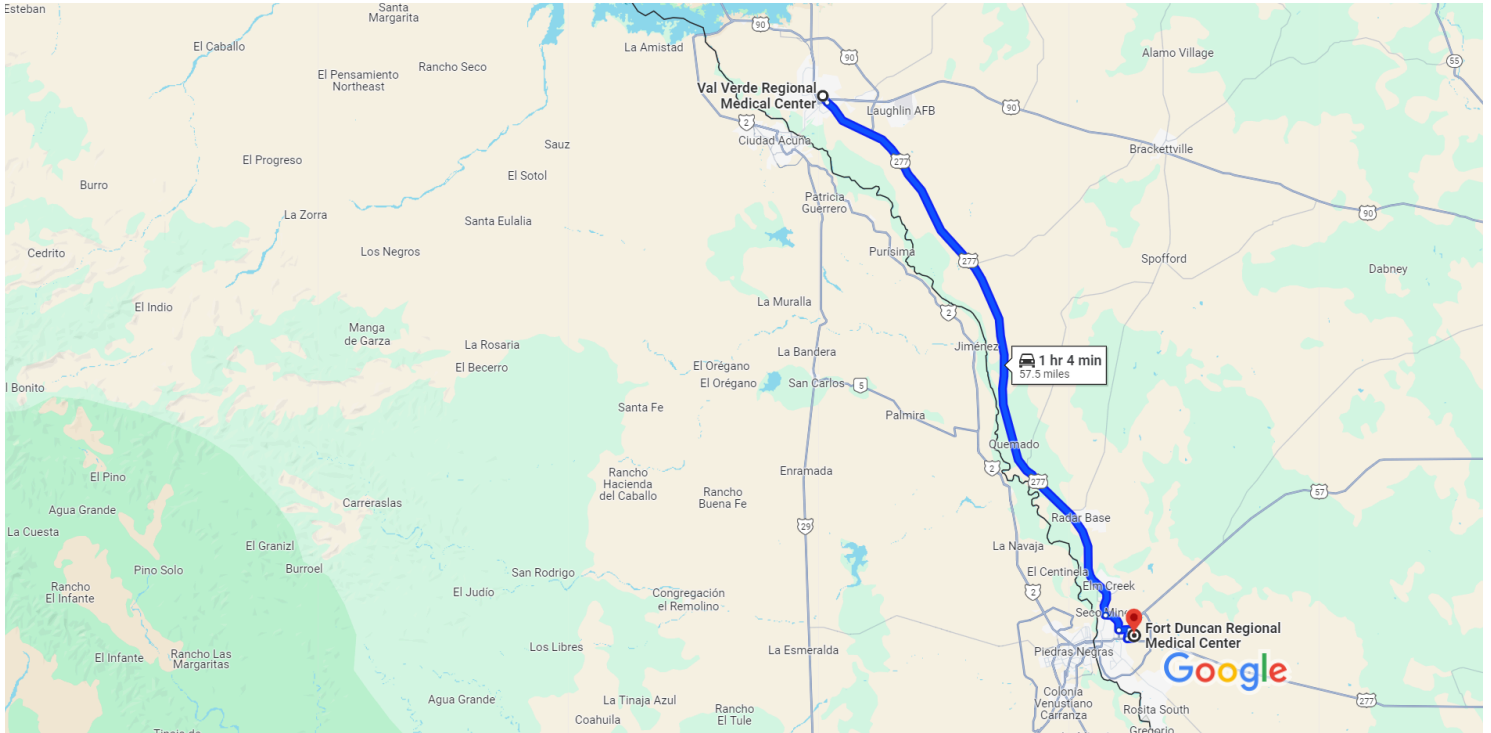 Esteban
Santa
Margarita
90
El Caballo
La Amistad
Alamo Village
90
55
Rancho Seco
El Pensamiento
Northeast
Val Verde Regional
Medical Center
Laughlin AFB
90
2
Ciudad Acuña
Sauz
Brackettville
El Progreso
277
El Sotol
Burro
Patricia
Guerrero
La Zorra
Santa Eulalia
90
Cedrito
Los Negros
Purísima
277
Spofford
Dabney
El Indio
La Muralla
2
Manga
de Garza
La Rosaria
La Bandera
Jiménez
1 hr 4 min
57.5 miles
El Becerro
El Orégano
El Orégano
San Carlos
5
l Bonito
Santa Fe
Palmira
Quemado
El Pino
Rancho
Hacienda
del Caballo
Enramada
2
277
57
Rancho
Buena Fe
Carreraslas
Agua Grande
Radar Base
29
La Cuesta
El Granizl
La Navaja
Burroel
Pino Solo
San Rodrigo
El Centinela
Elm Creek
Rancho
El Infante
El Judío
Congregación
el Remolino
2
Seco Mine
Fort Duncan Regional
Medical Center
Los Libres
La Esmeralda
Piedras Negras
El Infante
Rancho Las
Margaritas
Google
Agua Grande
La Tinaja Azul
Colonia
Venustiano
Carranza
277
Rancho
El Tule
Rosita South
Coahuila
Gregorio